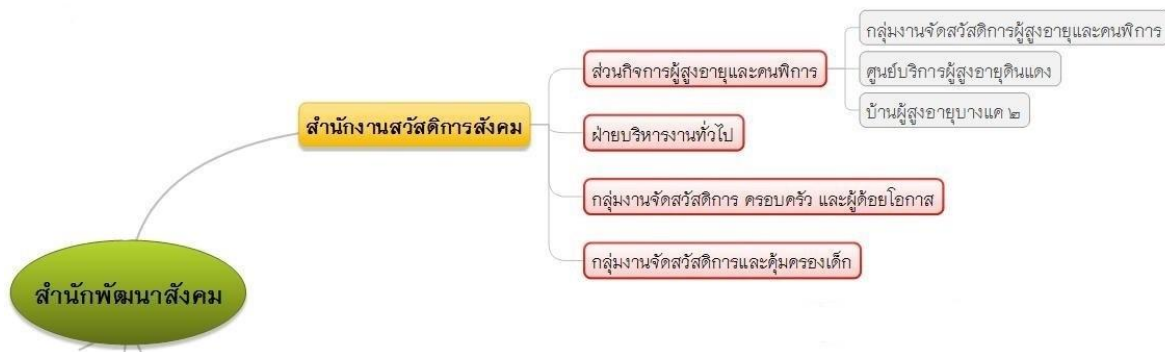 กลุ่มงานจัดสวัสดิการผู้สูงอายุและคนพิการ
ส่วนกิจการผู้สูงอายุและคนพิการ
ศูนย์บริการผู้สูงอายุดินแดง
บ้านผู้สูงอายุบางแค ๒
สำนักงานสวัสดิการสังคม
ฝ่ายบริหารงานทั่วไป
กลุ่มงานจัดสวัสดิการ ครอบครัว และผู้ด้อยโอกาส
กลุ่มงานจัดสวัสดิการและคุ้มครองเด็ก
สำนักพัฒนาสังคม